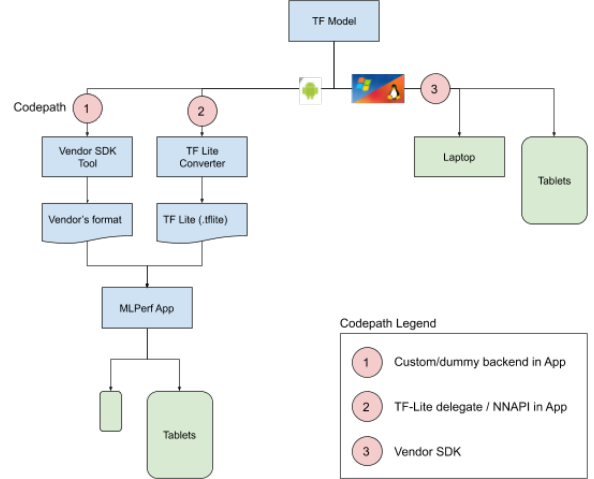 TF Model
Codepath
1
2
3
Vendor SDK
Tool
TF Lite
Converter
Laptop
Tablets
Vendor's format
TF Lite (.tflite)
MLPerf App
Tablets
Codepath Legend
1 Custom/dummy backend in App
2 TF-Lite delegate / NNAPI in App
3 Vendor SDK